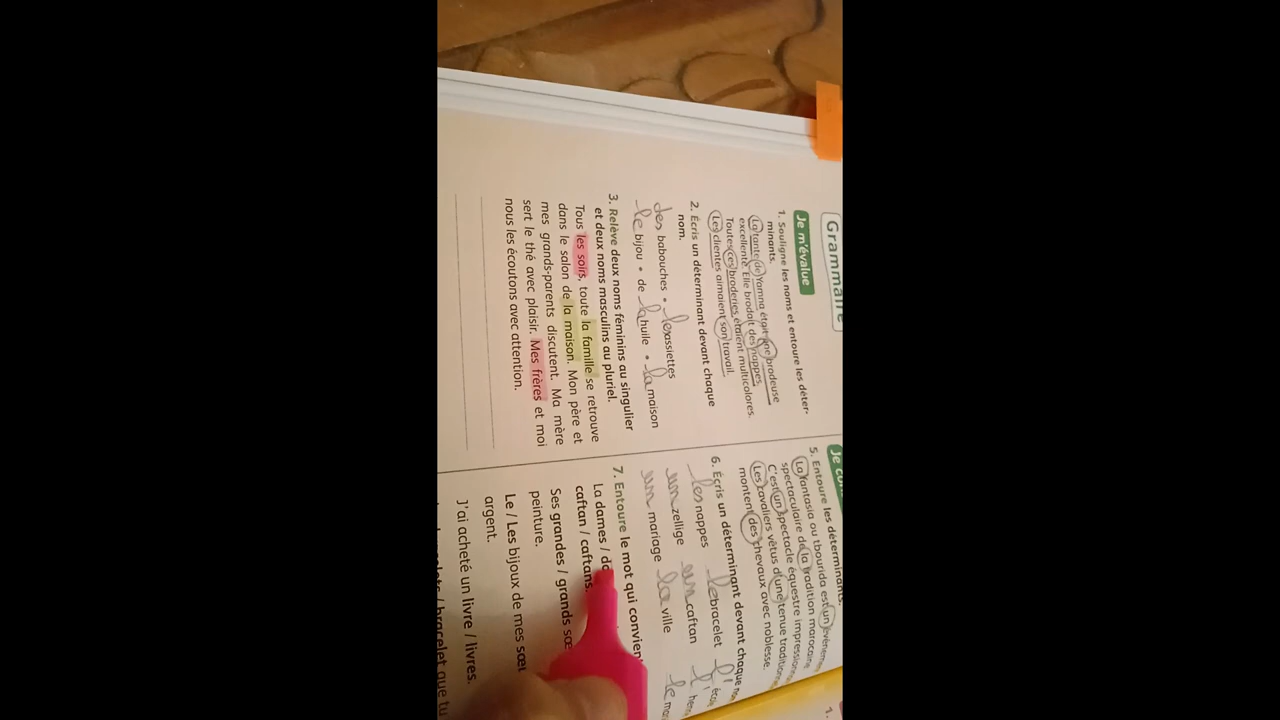 Grammaire
Je m'évalue
1. Souligne les noms et entoure les déter-
minants.
La tante de Yamna était une brodeuse
excellente. Elle brodait des nappes.
Toutes ces broderies étaient multicolores.
Les clientes aimaient son travail.
2. Écris un déterminant devant chaque
nom.
des babouches • les assiettes
le bijou • de la huile • la maison
3. Relève deux noms féminins au singulier
et deux noms masculins au pluriel.
Tous les soirs, toute la famille se retrouve
dans le salon de la maison. Mon père et
mes grands-parents discutent. Ma mère
sert le thé avec plaisir. Mes frères et moi
nous les écoutons avec attention.
Je
5. Entoure les déterminants.
La fantasia ou tbourida est un
spectaculaire de la tradition marocaine
C'est un spectacle équestre
Les cavaliers vêtus d'une tenue
montent des chevaux avec noblesse.
6. Écris un déterminant devant chaque
les nappes le bracelet l'
un zellige un caftan l'
un mariage la ville le
7. Entoure le mot qui
La dames /
caftan / caftans.
Ses grandes / grands
peinture.
Le / Les bijoux de mes
argent.
J'ai acheté un livre / livres.
/ bracelet que tu
1.